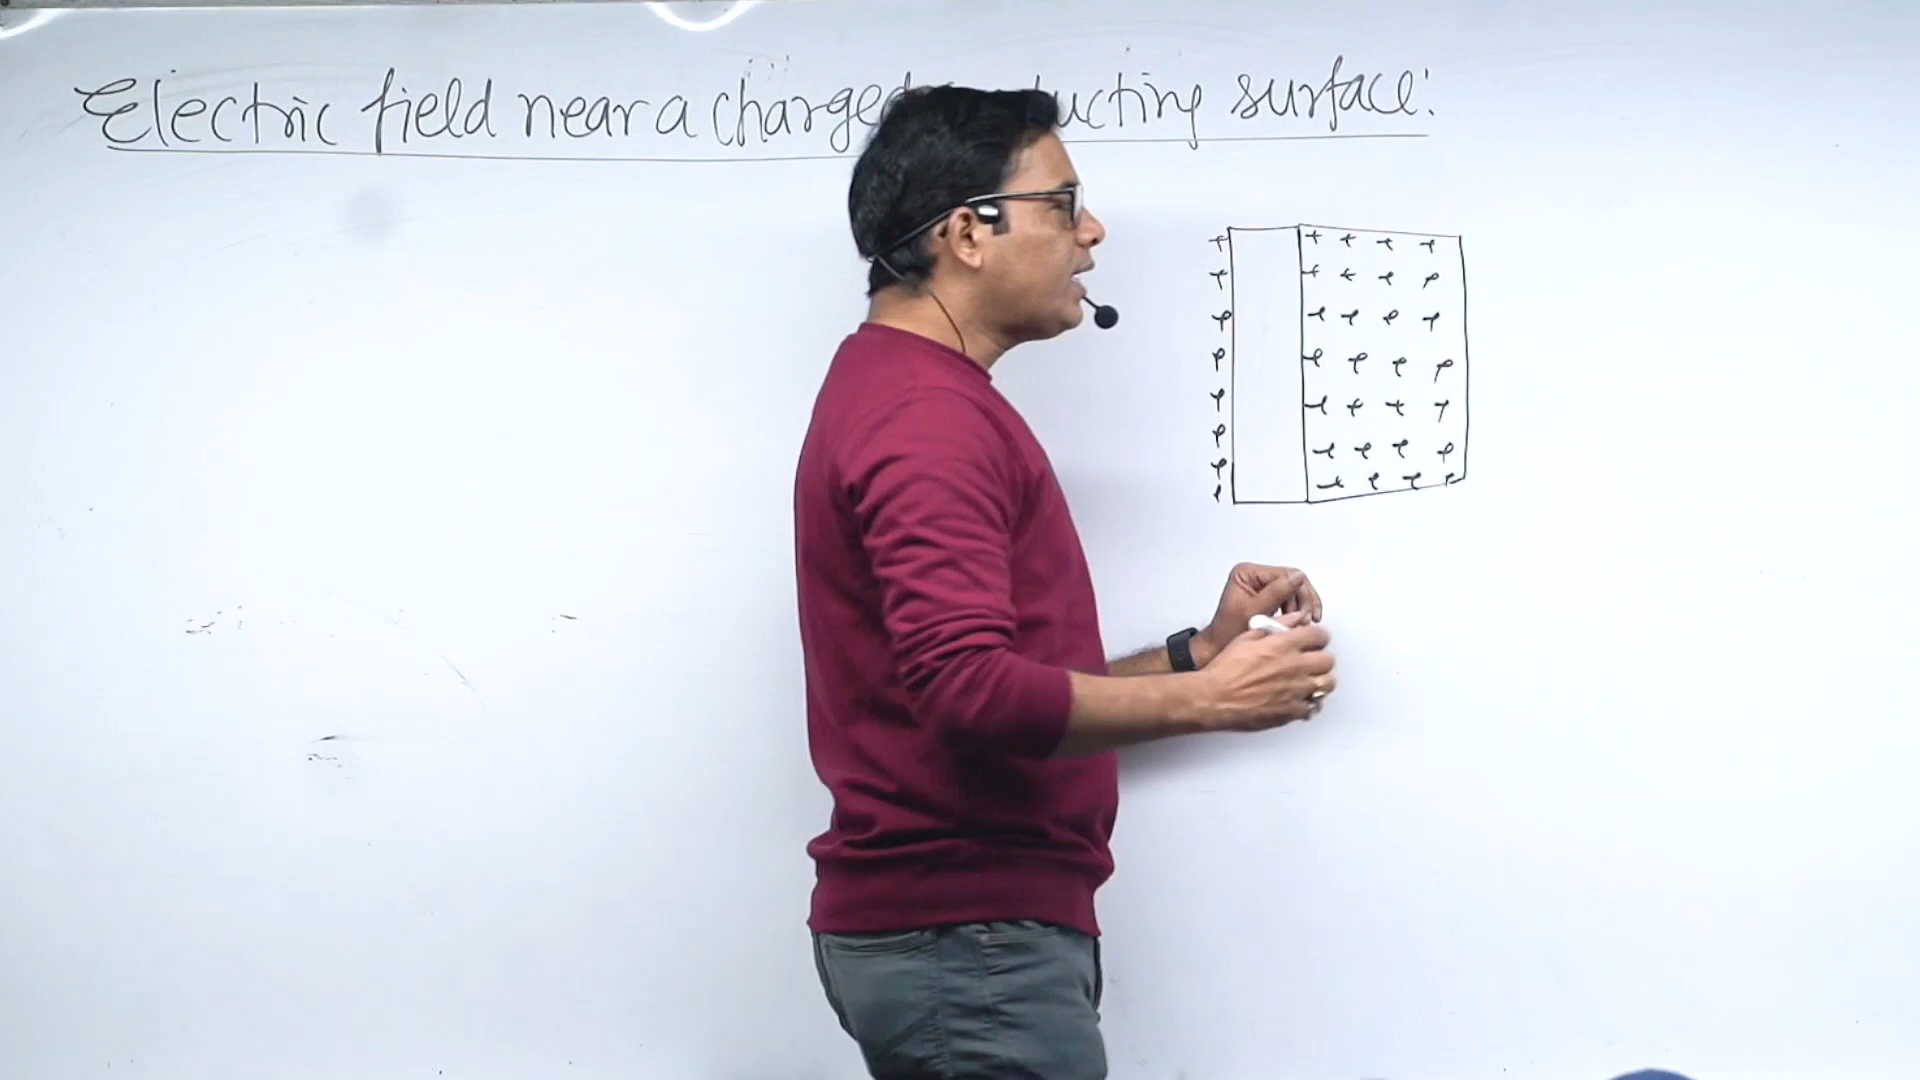 Electric field near a charged conducting surface:
+ + + + +
+ + + + +
+ + + + +
+ + + + +
+ + + + +
+ + + + +
+ + + + +
+